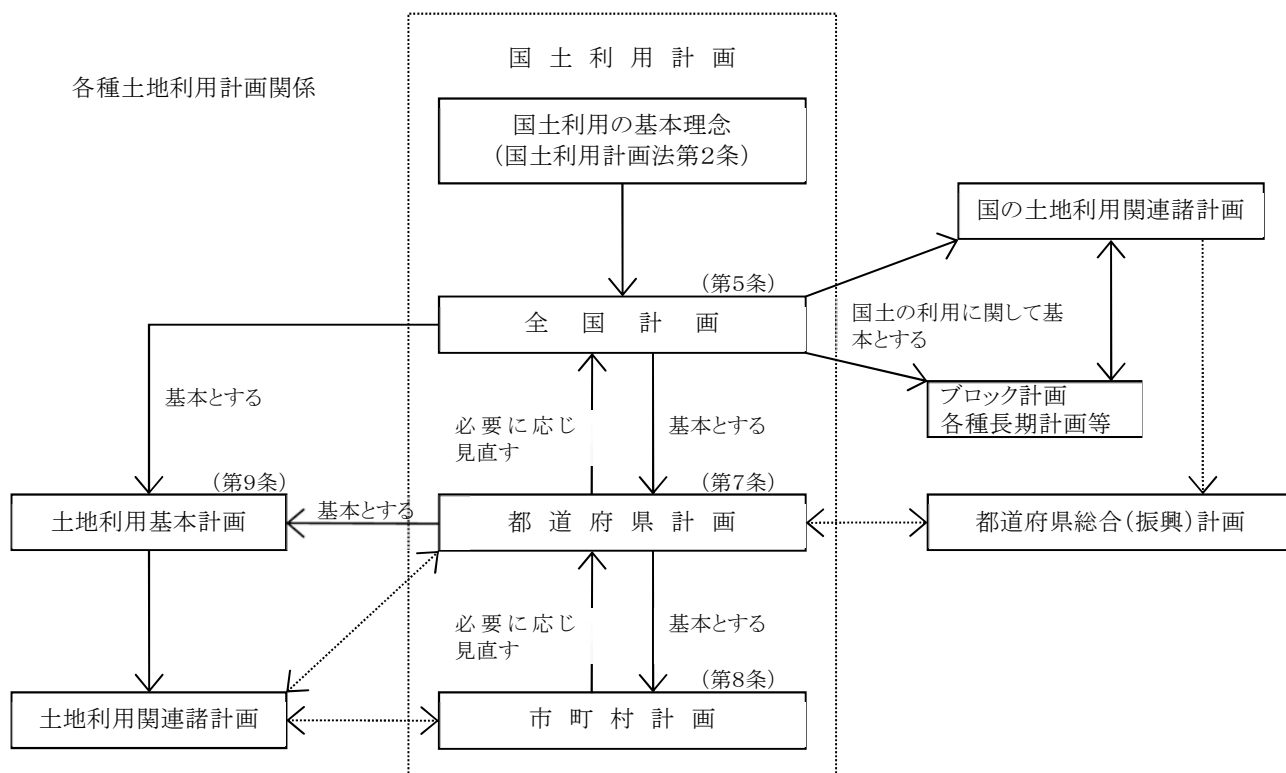 国土利用計画
各種土地利用計画関係
国土利用の基本理念
(国土利用計画法第2条)
国の土地利用関連諸計画
(第5条)
全国計画
国土の利用に関して基
本とする
ブロック計画
各種長期計画等
基本とする
必要に応じ
見直す
基本とする
(第9条)
土地利用基本計画
基本とする
(第7条)
都道府県計画
都道府県総合(振興)計画
必要に応じ
見直す
基本とする
(第8条)
土地利用関連諸計画
市町村計画